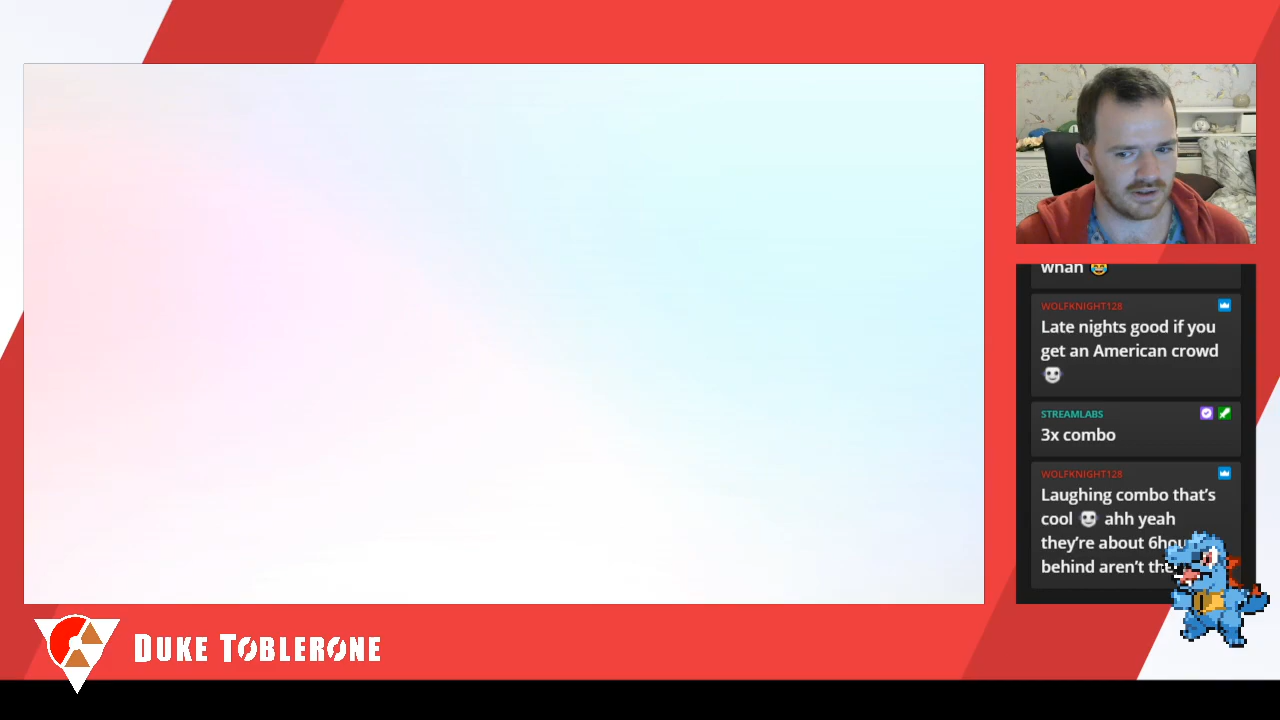 whan
WOLFKNIGHT128
Late nights good if you
get an American crowd
STREAMLABS
3x combo
WOLFKNIGHT128
Laughing combo that's
cool ahh yeah
they're about
behind aren't
DUKE TOBLERONE